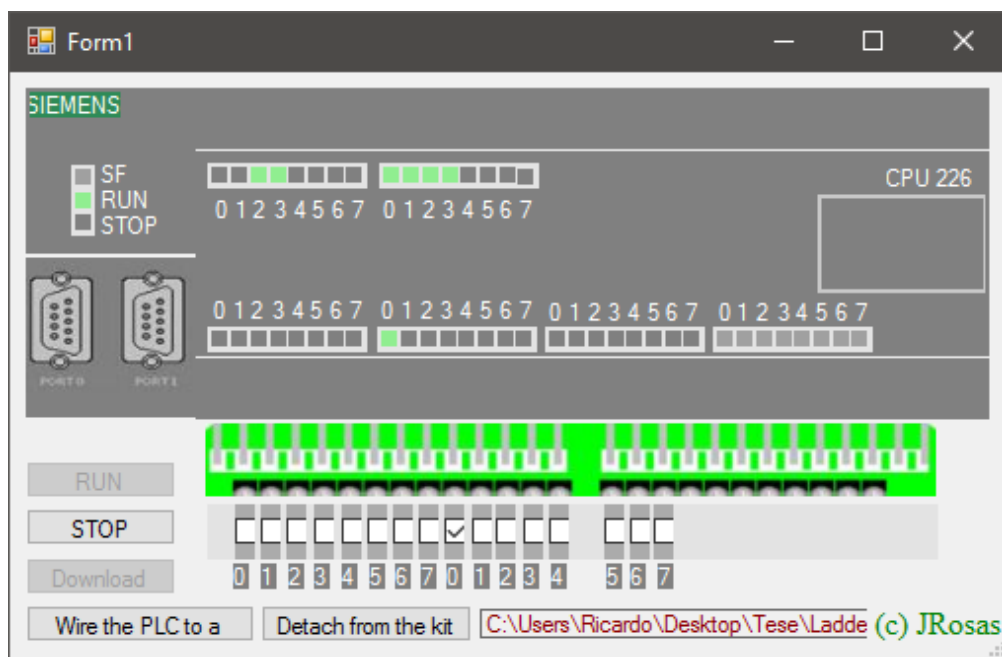 Form1
SIEMENS
SF
RUN
STOP
0 1 2 3 4 5 6 7 0 1 2 3 4 5 6 7
CPU 226
0 1 2 3 4 5 6 7 0 1 2 3 4 5 6 7 0 1 2 3 4 5 6 7 0 1 2 3 4 5 6 7
PORT 0 PORT 1
RUN
STOP
Download
0 1 2 3 4 5 6 7 0 1 2 3 4 5 6 7
Wire the PLC to a Detach from the kit C:\Users\Ricardo\Desktop\Tese\Ladde (c) JRosas